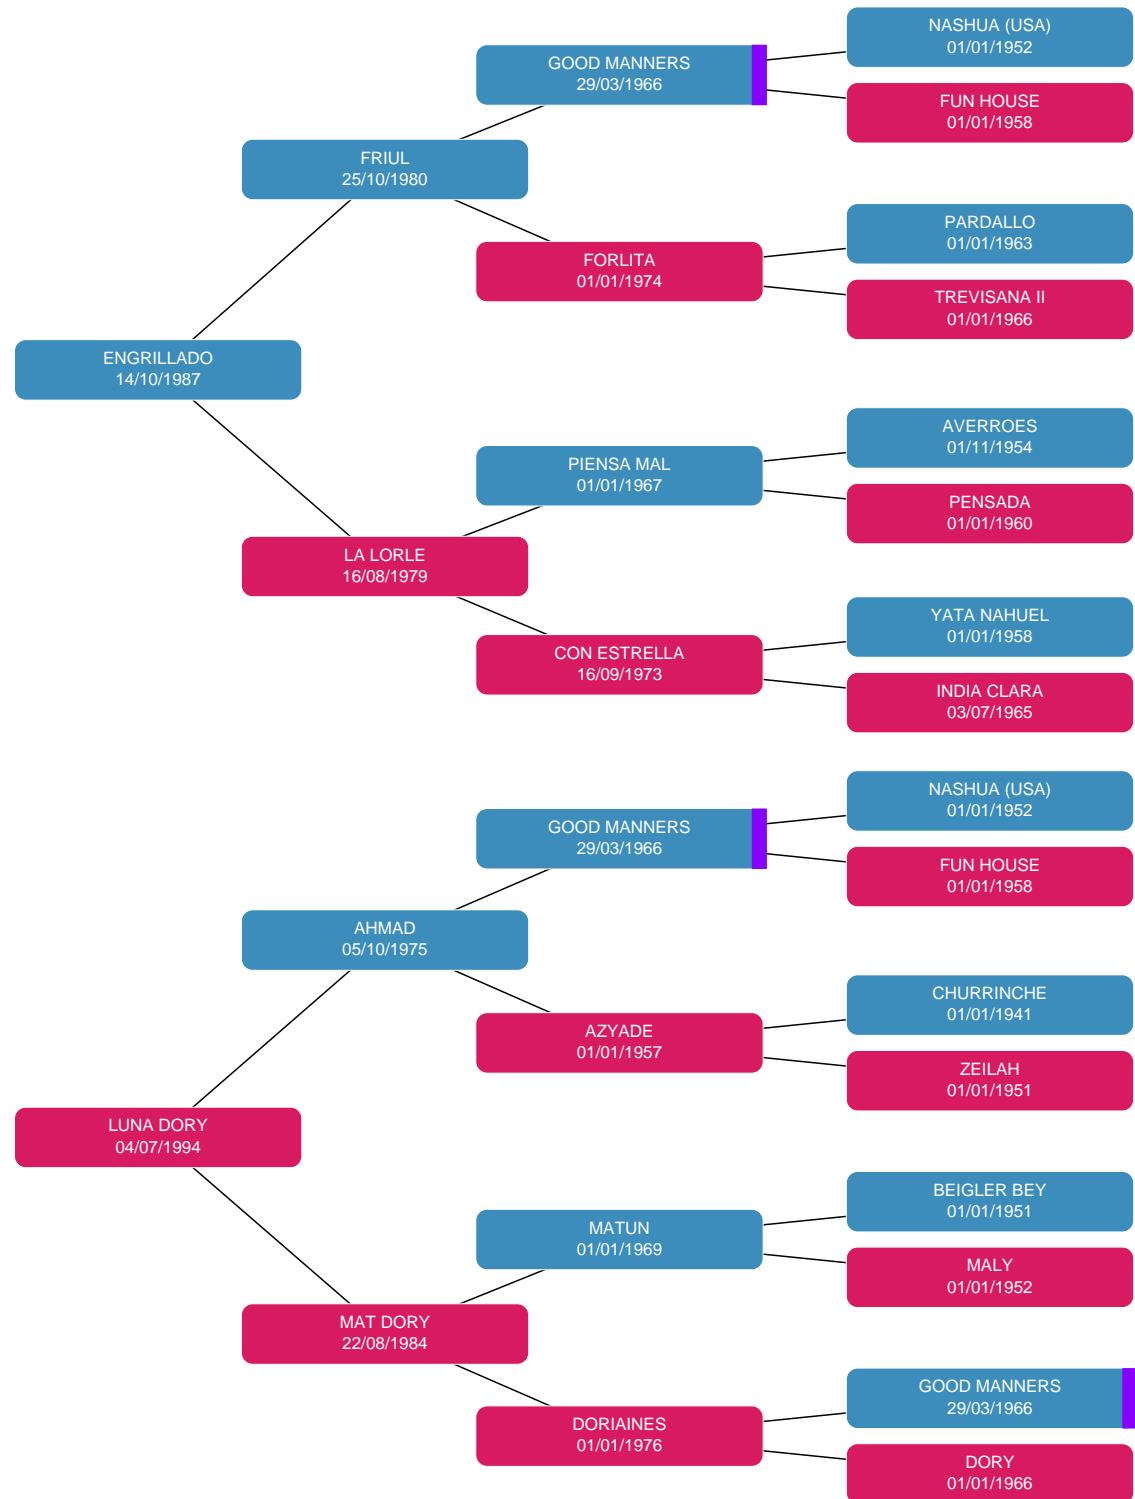 NASHUA (USA)
01/01/1952
GOOD MANNERS
29/03/1966
FUN HOUSE
01/01/1958
FRIUL
25/10/1980
PARDALLO
01/01/1963
FORLITA
01/01/1974
TREVISANA II
01/01/1966
ENGRILLADO
14/10/1987
AVERROES
01/11/1954
PIENSA MAL
01/01/1967
PENSADA
01/01/1960
LA LORLE
16/08/1979
YATA NAHUEL
01/01/1958
CON ESTRELLA
16/09/1973
INDIA CLARA
03/07/1965
NASHUA (USA)
01/01/1952
GOOD MANNERS
29/03/1966
FUN HOUSE
01/01/1958
AHMAD
05/10/1975
CHURRINCHE
01/01/1941
AZYADE
01/01/1957
ZEILAH
01/01/1951
LUNA DORY
04/07/1994
BEIGLER BEY
01/01/1951
MATUN
01/01/1969
MALY
01/01/1952
MAT DORY
22/08/1984
GOOD MANNERS
29/03/1966
DORIAINES
01/01/1976
DORY
01/01/1966